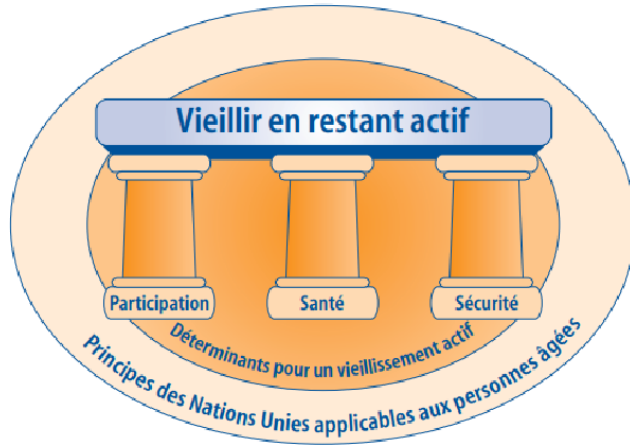 Vieillir en restant actif
Participation
Santé
Sécurité
Déterminants pour un vieillissement actif
Principes des Nations Unies applicables aux personnes âgées